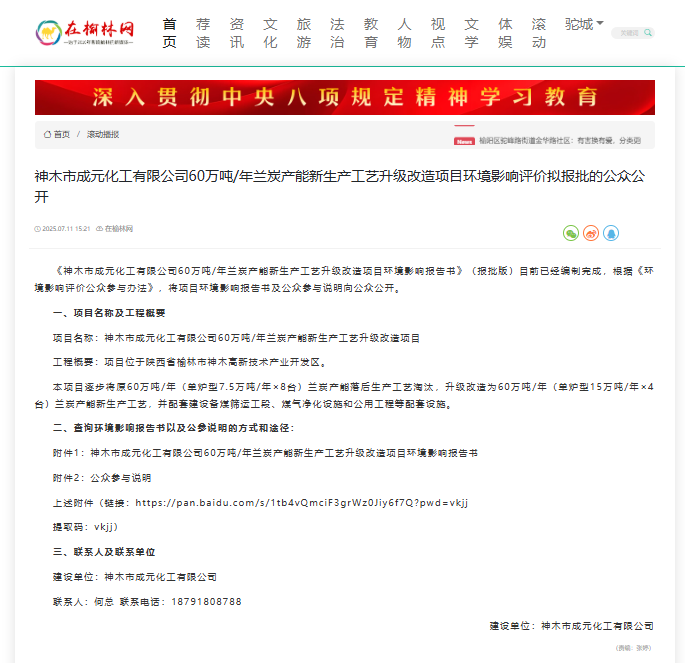 在榆林网
首页 荐读 资讯 文化 旅游 法治 教育 人物 视点 文学 体娱 滚动 驼城
深入贯彻中央八项规定精神学习教育
首页 / 滚动播报
News 榆阳区驼峰路街道金华路社区：有害换有爱，分类迎
神木市成元化工有限公司60万吨/年兰炭产能新生产工艺升级改造项目环境影响评价拟报批的公众公
开
2025.07.11 15:21 在榆林网
《神木市成元化工有限公司60万吨/年兰炭产能新生产工艺升级改造项目环境影响报告书》（报批版）目前已经编制完成，根据《环
境影响评价公众参与办法》，将项目环境影响报告书及公众参与说明向公众公开。
一、项目名称及工程概要
项目名称：神木市成元化工有限公司60万吨/年兰炭产能新生产工艺升级改造项目
工程概要：项目位于陕西省榆林市神木高新技术产业开发区。
本项目逐步将原60万吨/年（单炉型7.5万吨/年×8台）兰炭产能落后生产工艺淘汰，升级改造为60万吨/年（单炉型15万吨/年×4
台）兰炭产能新生产工艺，并配套建设备煤筛运工段、煤气净化设施和公用工程等配套设施。
二、查询环境影响报告书以及公参说明的方式和途径：
附件1：神木市成元化工有限公司60万吨/年兰炭产能新生产工艺升级改造项目环境影响报告书
附件2：公众参与说明
上述附件（链接：https://pan.baidu.com/s/1tb4vQmciF3grWz0Jiy6f7Q?pwd=vkjj
提取码：vkjj）
三、联系人及联系单位
建设单位：神木市成元化工有限公司
联系人：何总 联系电话：18791808788
建设单位：神木市成元化工有限公司